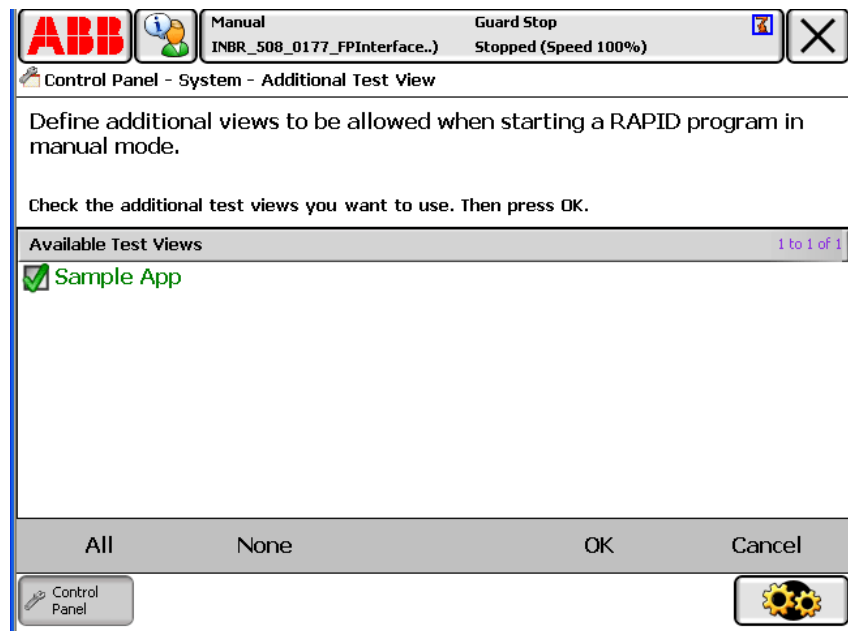 ABB
Manual
Guard Stop
INBR_508_0177_FPInterface..)
Stopped (Speed 100%)
Control Panel - System - Additional Test View
Define additional views to be allowed when starting a RAPID program in
manual mode.
Check the additional test views you want to use. Then press OK.
Available Test Views
1 to 1 of 1
Sample App
All
None
OK
Cancel
Control
Panel